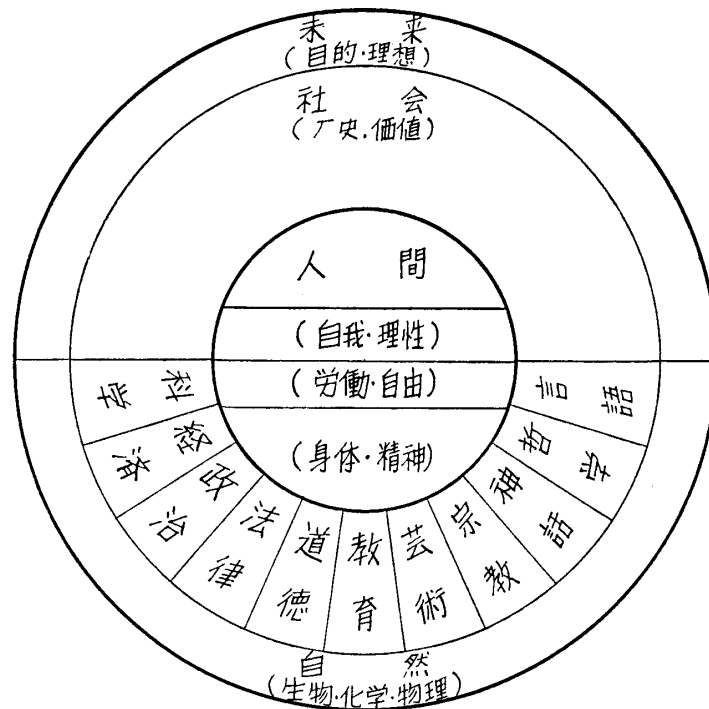 未 来
(目的・理想)
社 会
(厂史.価値)
人 間
(自我・理性)
(労働・自由)
(身体・精神)
科学
経済
政治
法律
道徳
教育
芸術
宗教
神話
哲学
言語
自 然
(生物・化学・物理)